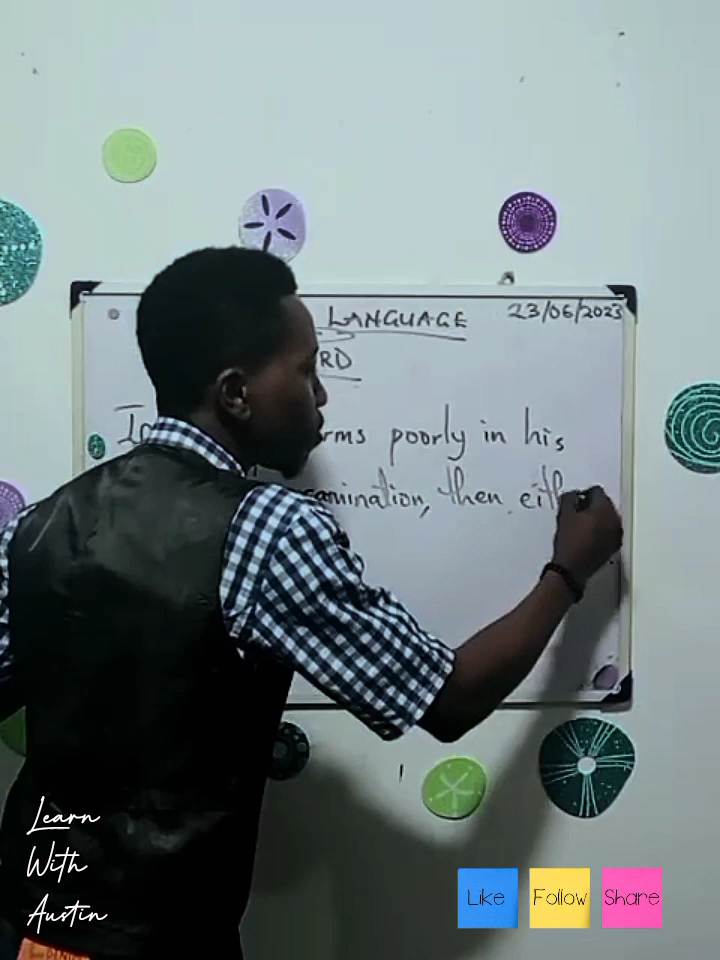 LANGUAGE 23/06/2023
RD
rms poorly in his
amination, then eith
Learn
With
Austin
Like Follow Share